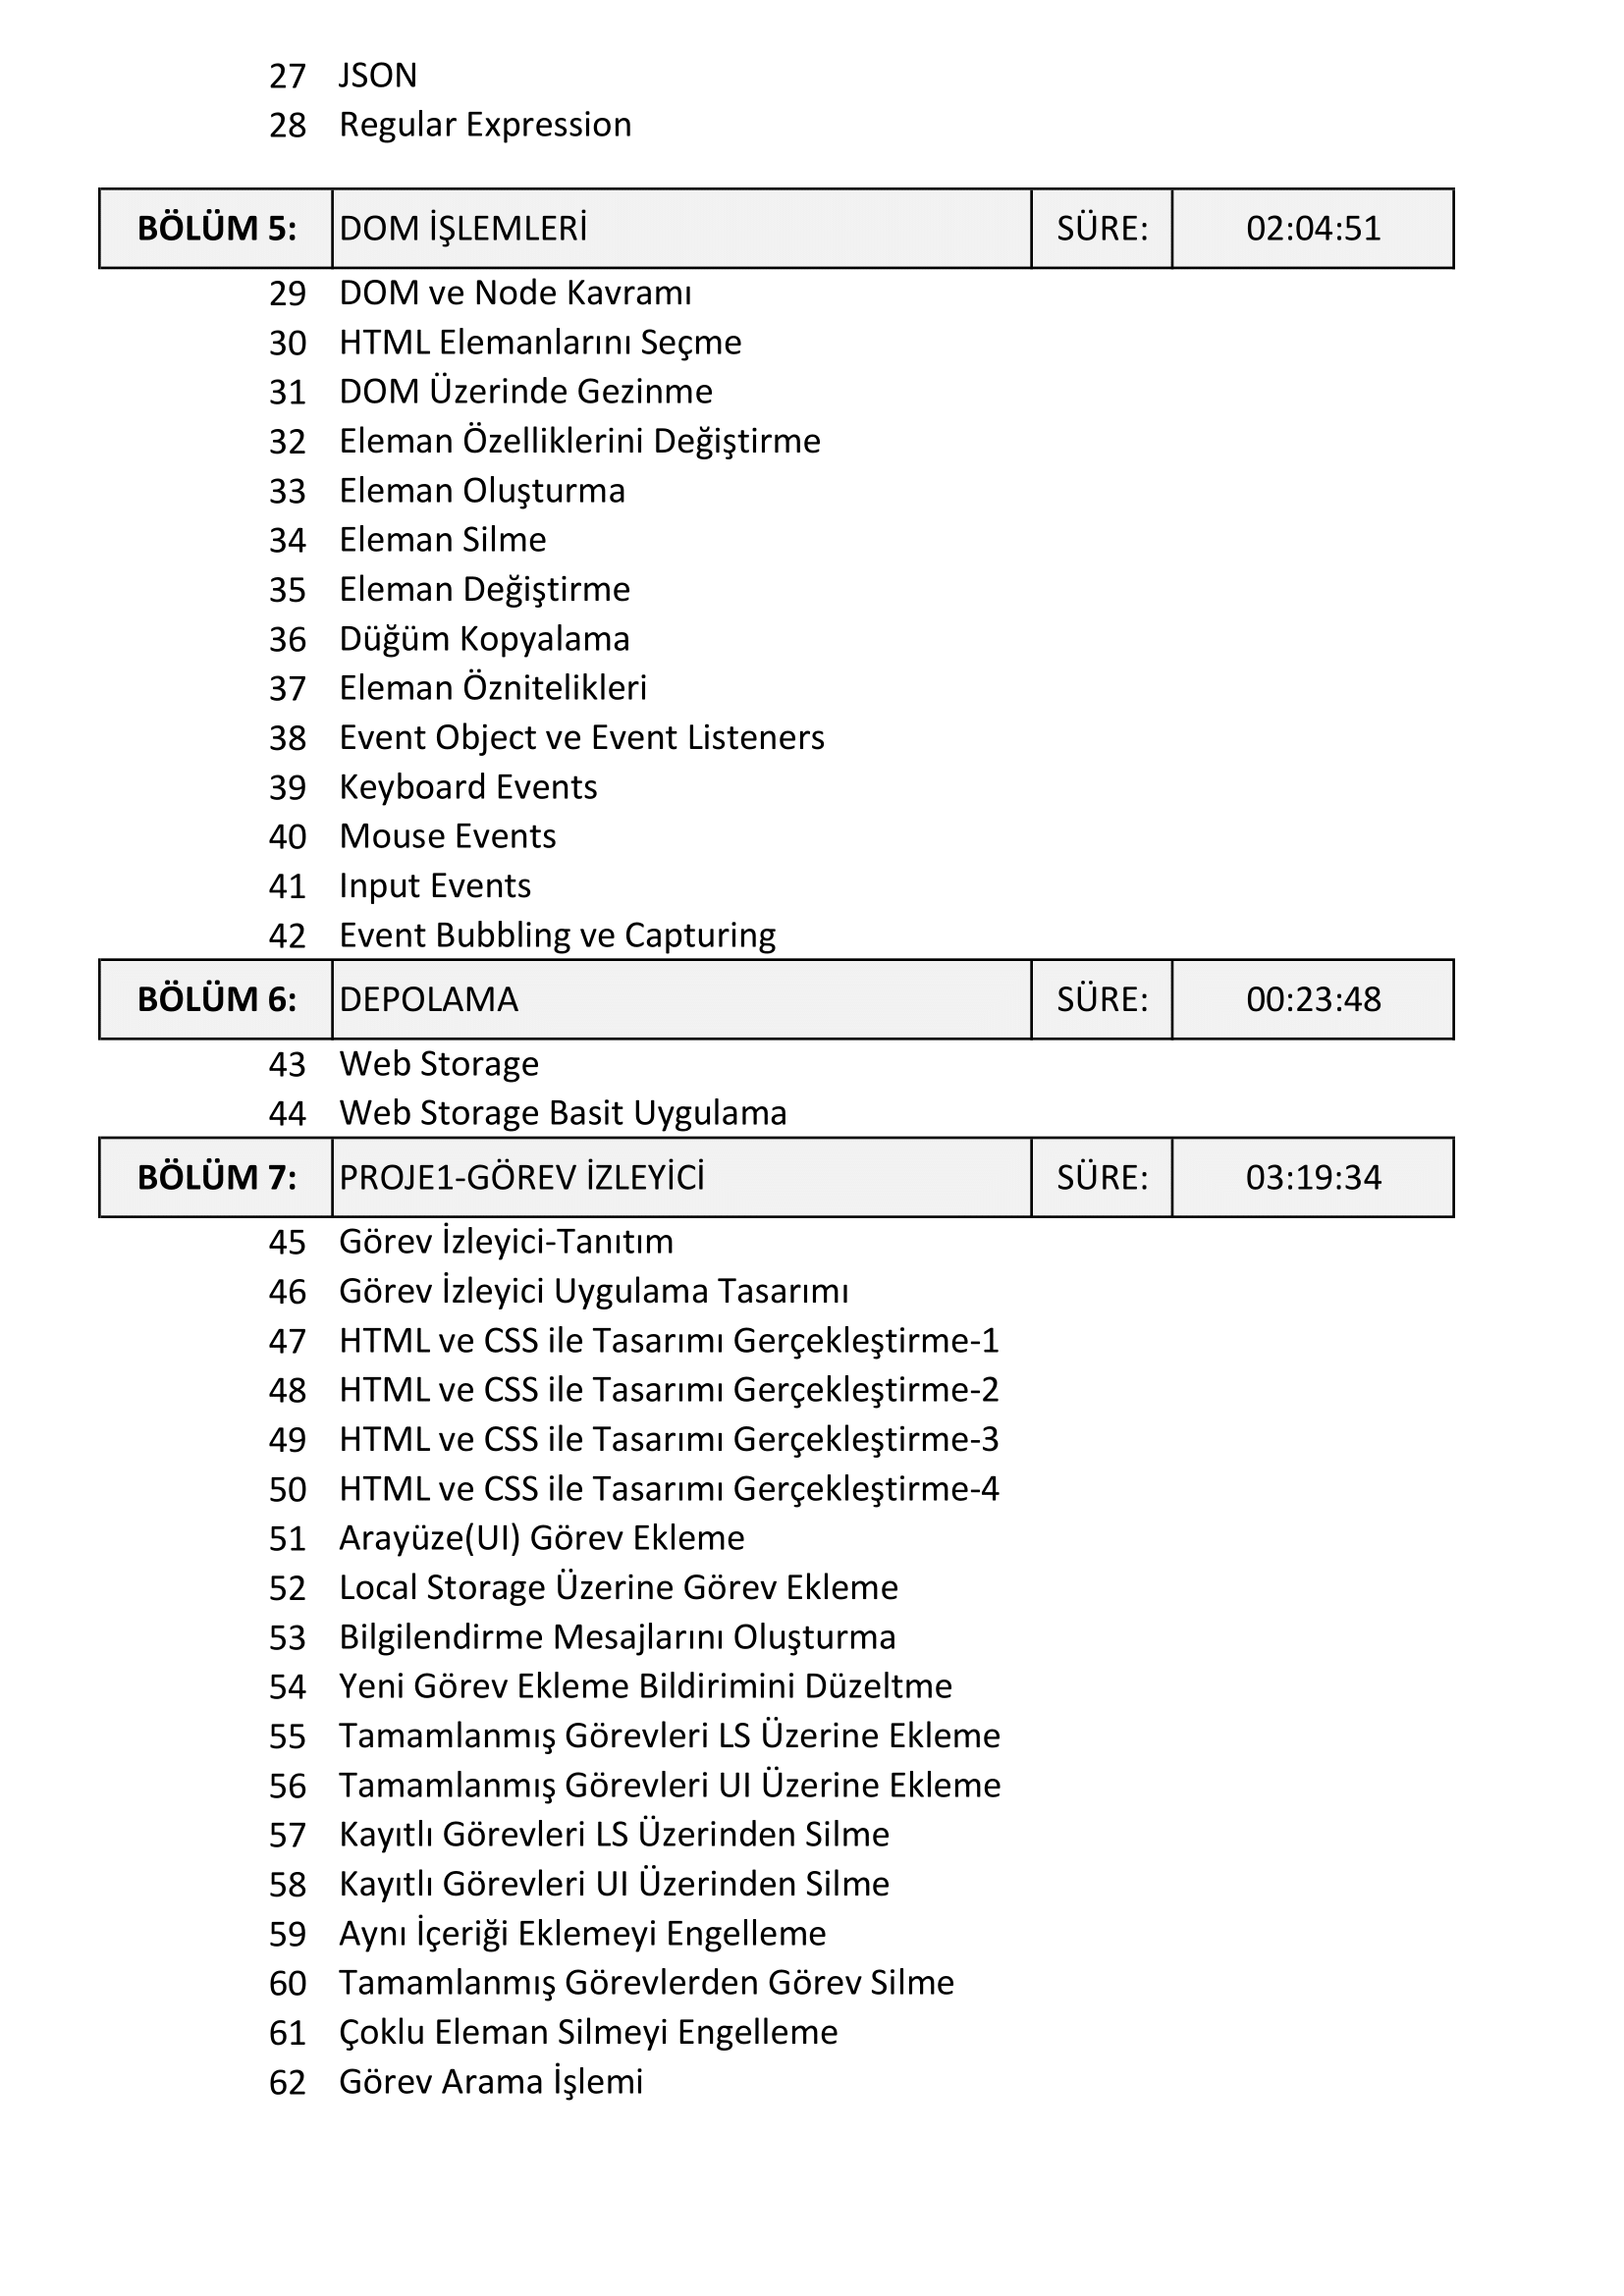 27 JSON
28 Regular Expression
BÖLÜM 5: DOM İŞLEMLERİ SÜRE: 02:04:51
29 DOM ve Node Kavramı
30 HTML Elemanlarını Seçme
31 DOM Üzerinde Gezinme
32 Eleman Özelliklerini Değiştirme
33 Eleman Oluşturma
34 Eleman Silme
35 Eleman Değiştirme
36 Düğüm Kopyalama
37 Eleman Öznitelikleri
38 Event Object ve Event Listeners
39 Keyboard Events
40 Mouse Events
41 Input Events
42 Event Bubbling ve Capturing
BÖLÜM 6: DEPOLAMA SÜRE: 00:23:48
43 Web Storage
44 Web Storage Basit Uygulama
BÖLÜM 7: PROJE1-GÖREV İZLEYİCİ SÜRE: 03:19:34
45 Görev İzleyici-Tanıtım
46 Görev İzleyici Uygulama Tasarımı
47 HTML ve CSS ile Tasarımı Gerçekleştirme-1
48 HTML ve CSS ile Tasarımı Gerçekleştirme-2
49 HTML ve CSS ile Tasarımı Gerçekleştirme-3
50 HTML ve CSS ile Tasarımı Gerçekleştirme-4
51 Arayüze(UI) Görev Ekleme
52 Local Storage Üzerine Görev Ekleme
53 Bilgilendirme Mesajlarını Oluşturma
54 Yeni Görev Ekleme Bildirimini Düzeltme
55 Tamamlanmış Görevleri LS Üzerine Ekleme
56 Tamamlanmış Görevleri UI Üzerine Ekleme
57 Kayıtlı Görevleri LS Üzerinden Silme
58 Kayıtlı Görevleri UI Üzerinden Silme
59 Aynı İçeriği Eklemeyi Engelleme
60 Tamamlanmış Görevlerden Görev Silme
61 Çoklu Eleman Silmeyi Engelleme
62 Görev Arama İşlemi